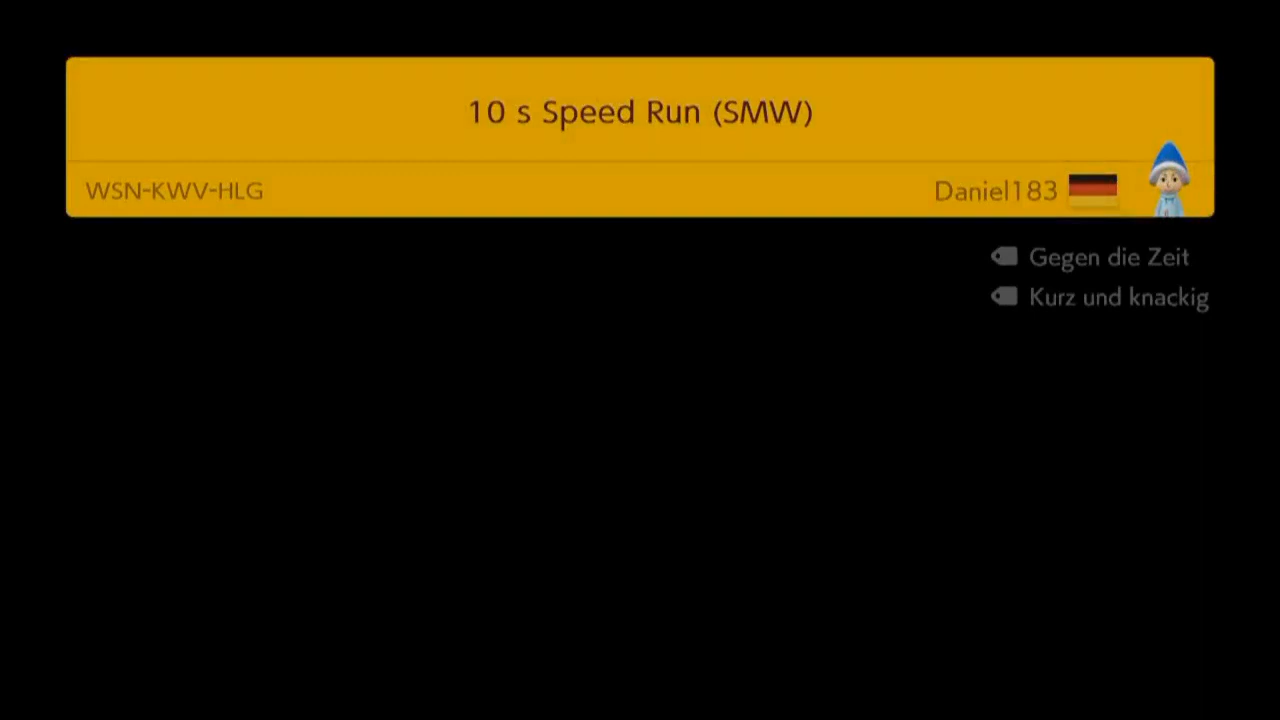 10 s Speed Run (SMW)
WSN-KWV-HLG
Daniel183
Gegen die Zeit
Kurz und knackig